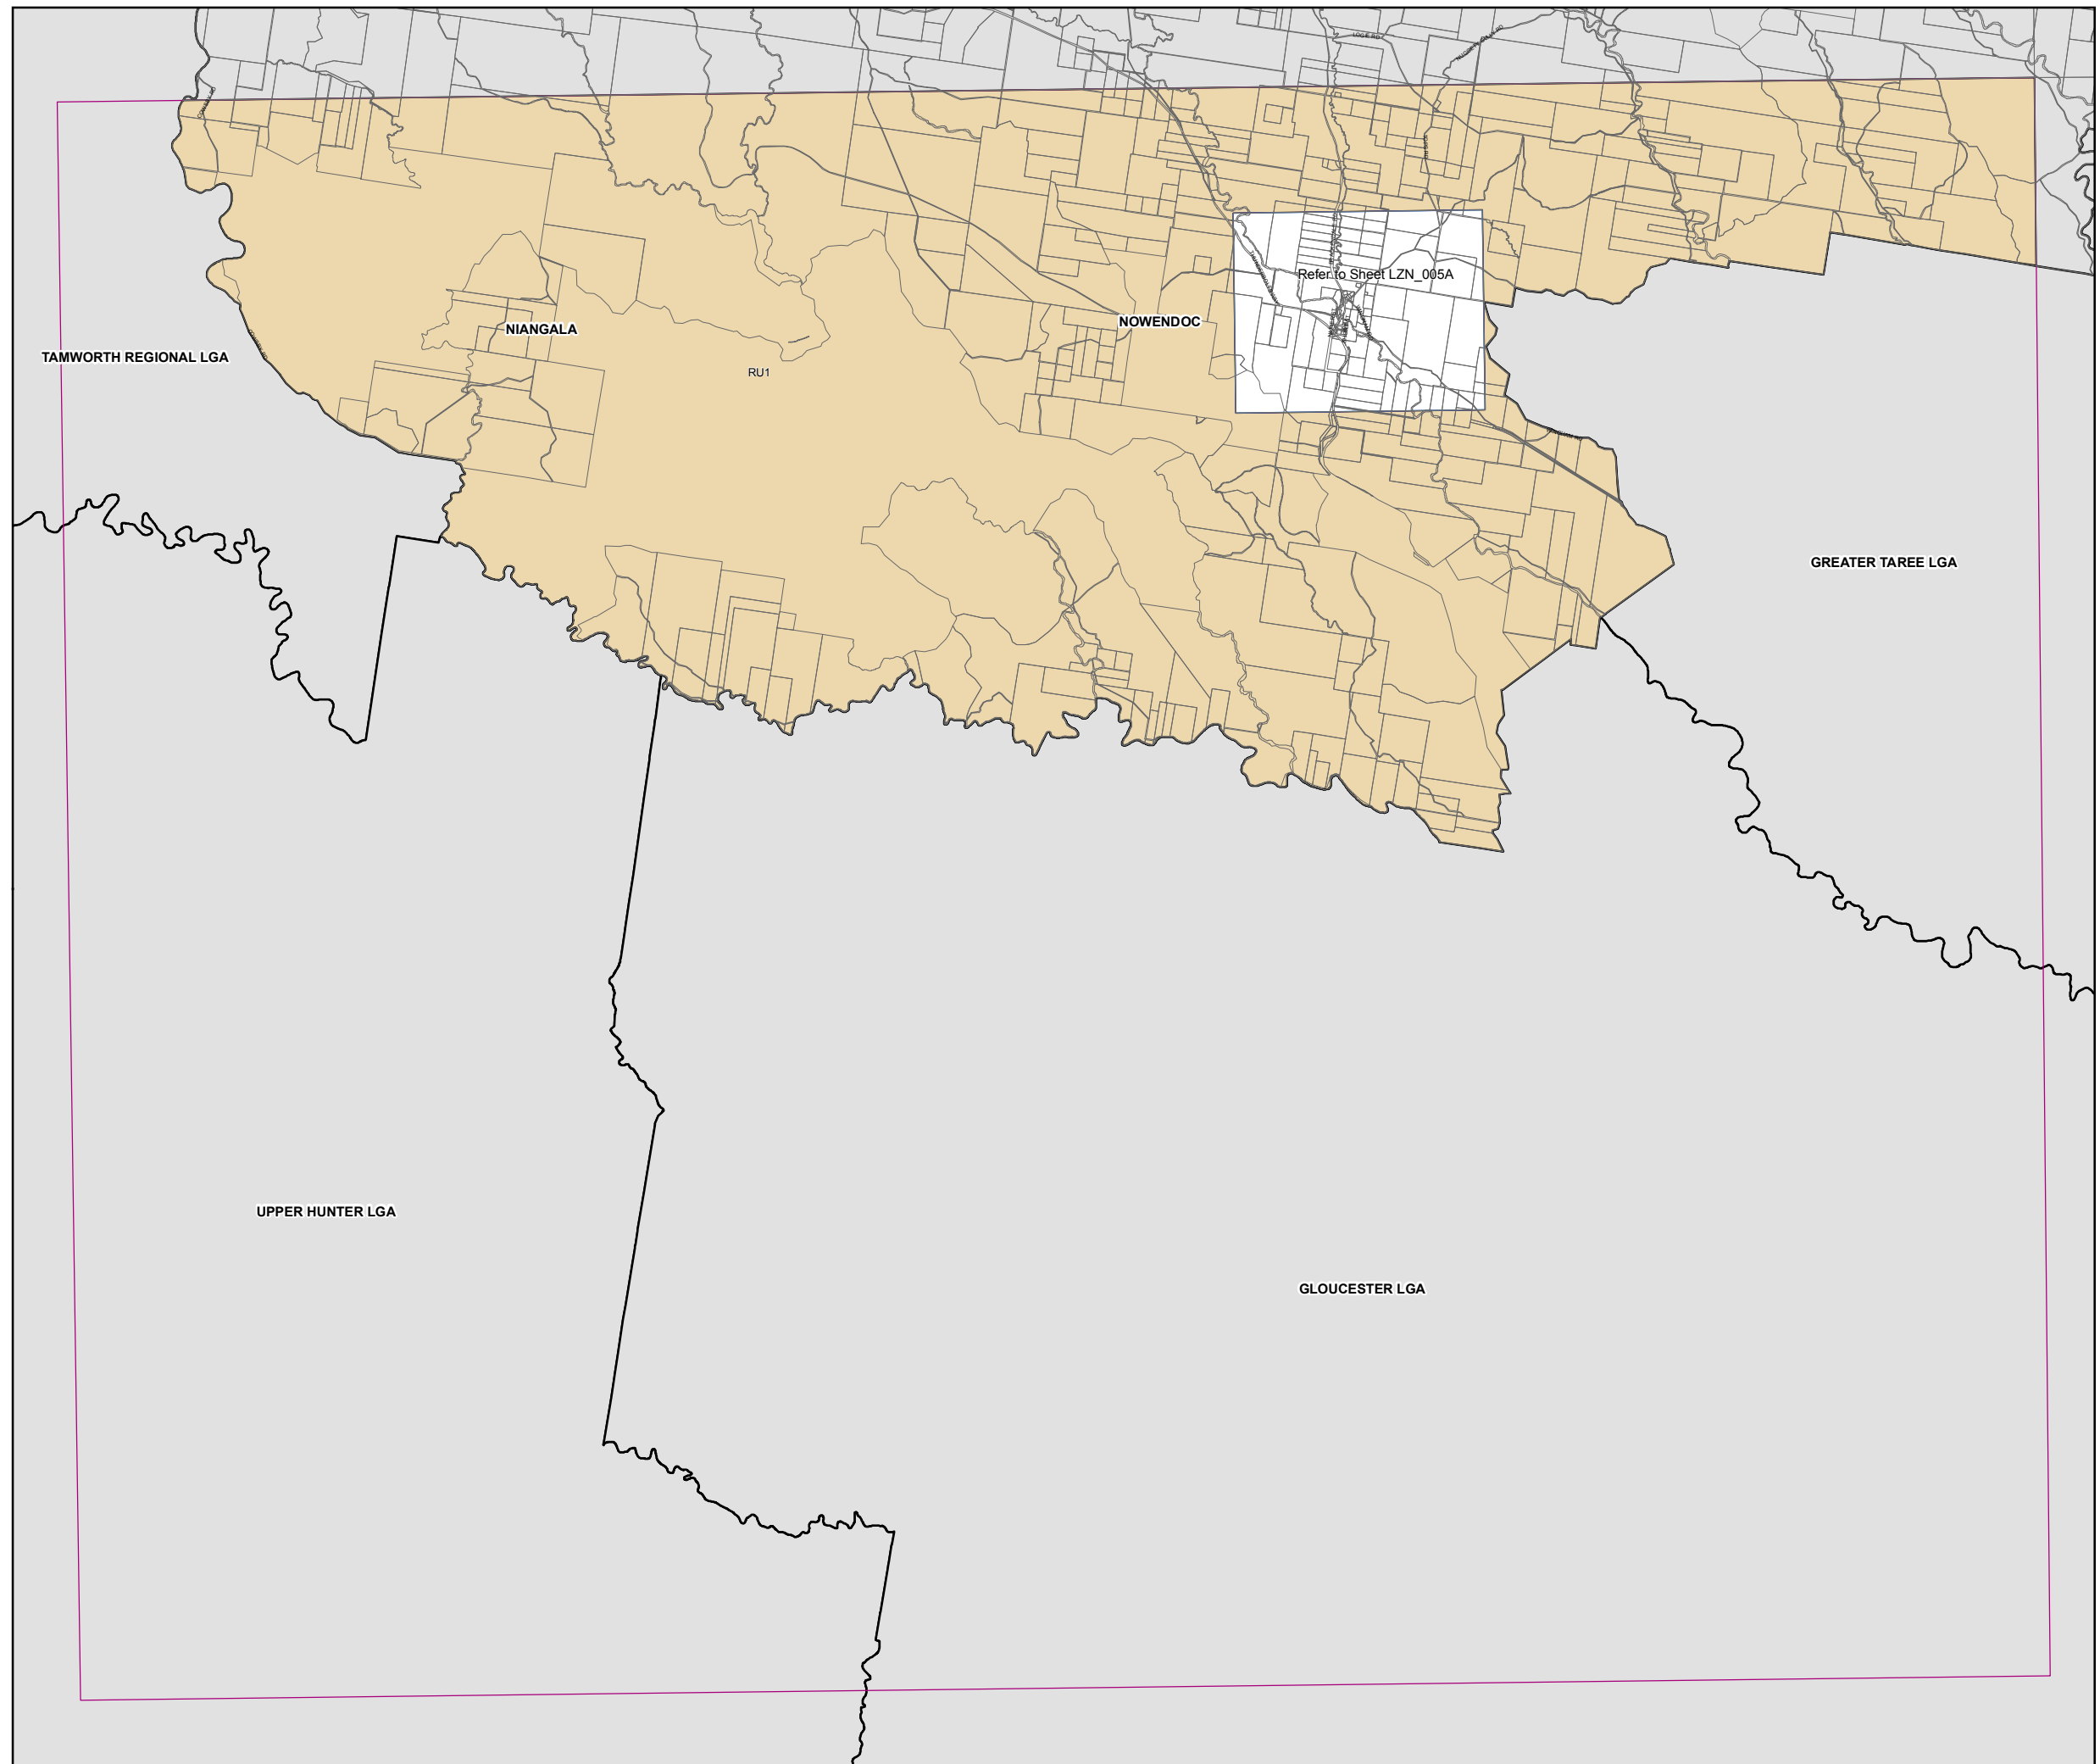 Refer to Sheet LZN_005A
NOWENDOC
NIANGALA
TAMWORTH REGIONAL LGA
RU1
GREATER TAREE LGA
UPPER HUNTER LGA
GLOUCESTER LGA